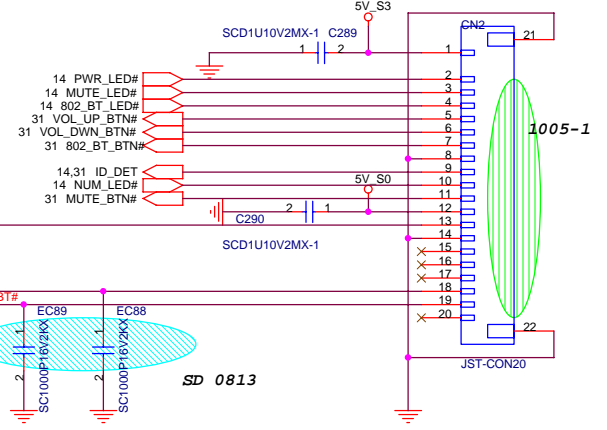 5V_S3
SCD1U10V2MX-1 C289
CN2
21
1 2
1
14 PWR_LED#
2
14 MUTE_LED#
3
14 802_BT_LED#
4
31 VOL_UP_BTN#
5
31 VOL_DWN_BTN#
6
31 802_BT_BTN#
7
1005-1
8
14,31 ID_DET
9
14 NUM_LED#
10
31 MUTE_BTN#
11
5V_S0
2 1
12
C290
13
SCD1U10V2MX-1
14
15
16
17
18
BT#
19
20
EC89
EC88
22
1
1
SC1000P16V2KX
SC1000P16V2KX
2
2
JST-CON20
SD 0813